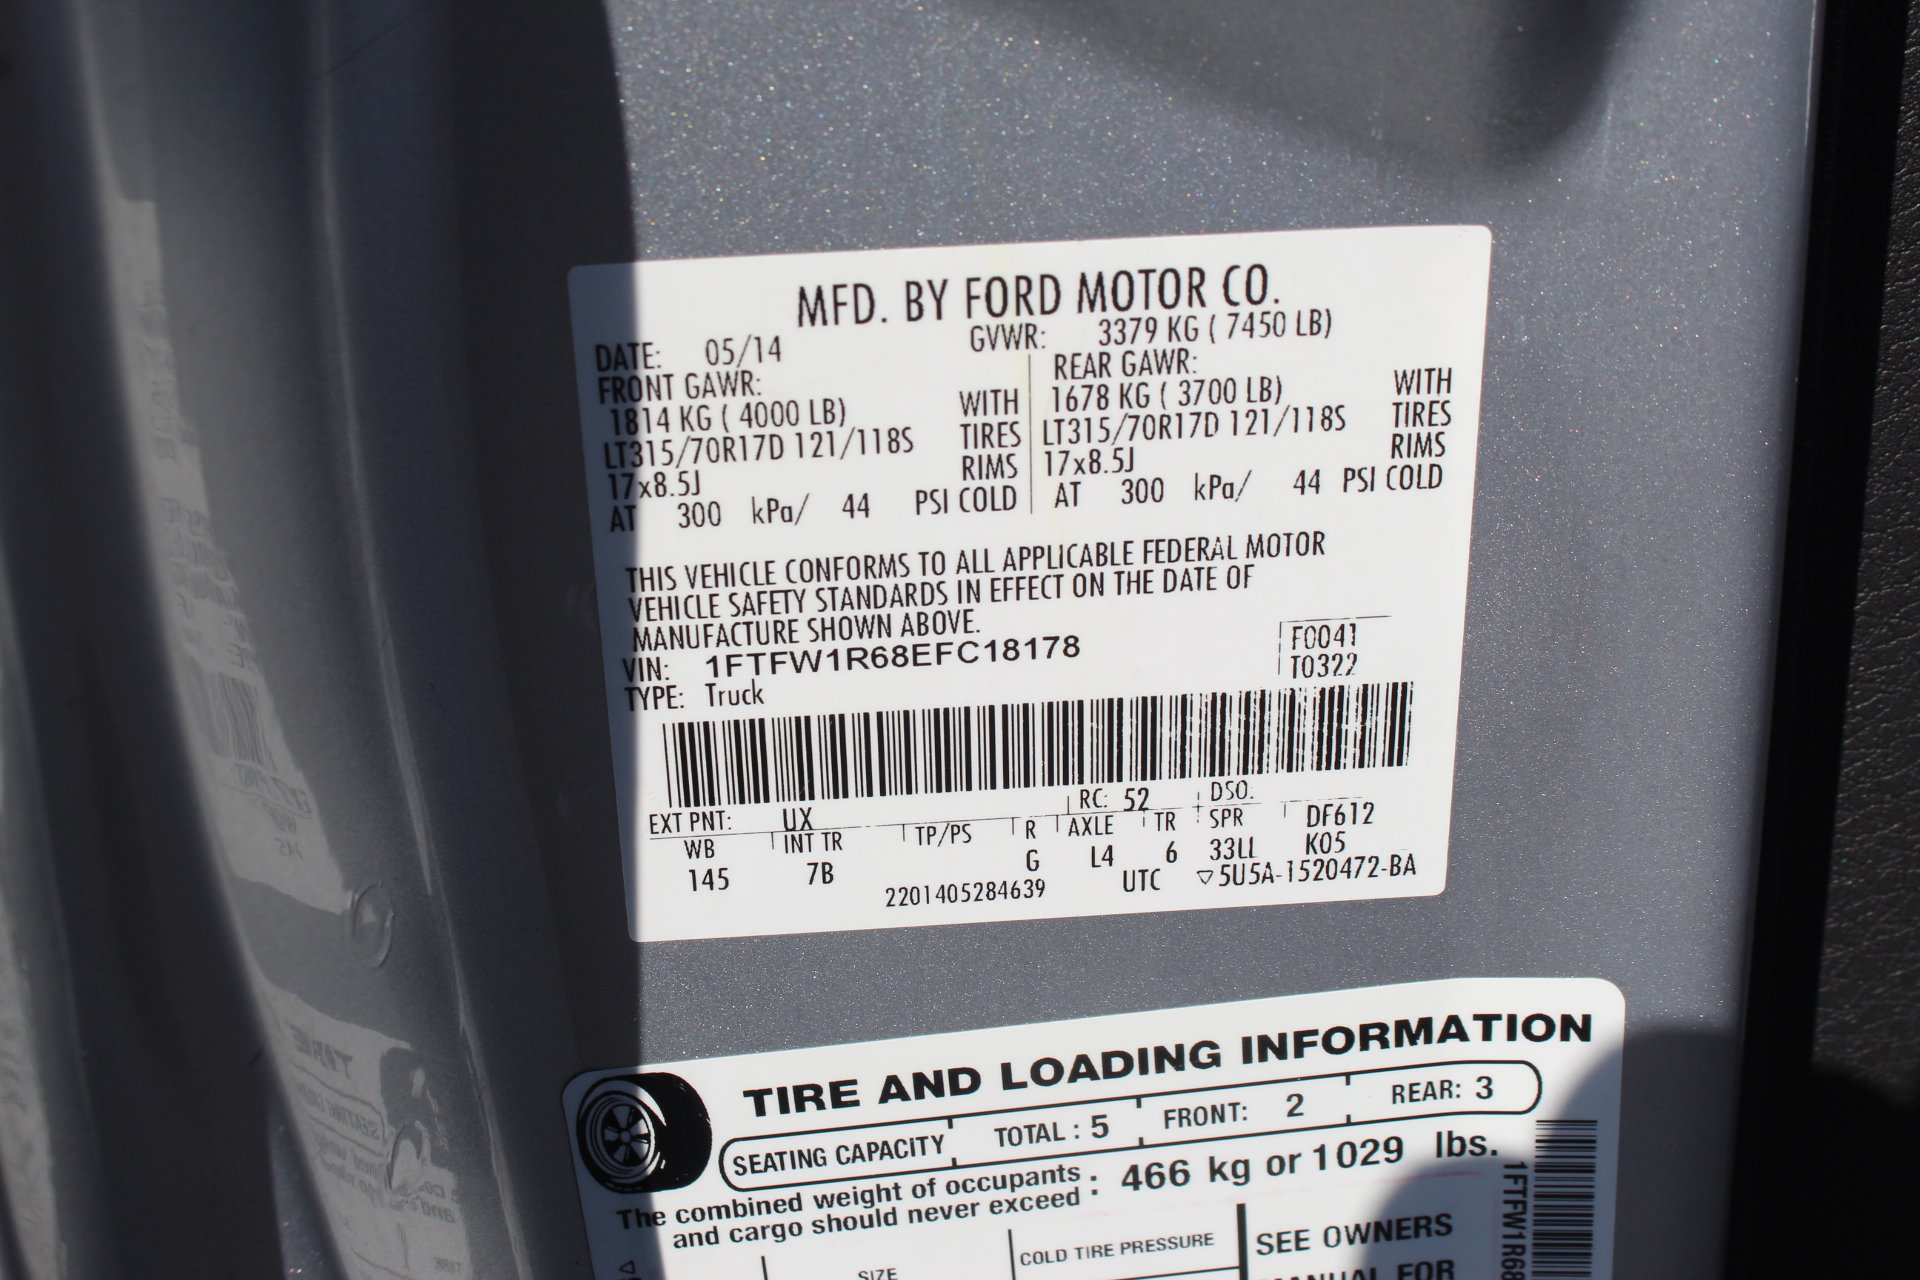 MFD. BY FORD MOTOR CO.
DATE: 05/14 GVWR: 3379 KG ( 7450 LB)
FRONT GAWR: REAR GAWR:
1814 KG ( 4000 LB) WITH 1678 KG ( 3700 LB) WITH
LT315/70R17D 121/118S TIRES LT315/70R17D 121/118S TIRES
17x8.5J RIMS 17x8.5J RIMS
AT 300 kPa/ 44 PSI COLD AT 300 kPa/ 44 PSI COLD
THIS VEHICLE CONFORMS TO ALL APPLICABLE FEDERAL MOTOR
VEHICLE SAFETY STANDARDS IN EFFECT ON THE DATE OF
MANUFACTURE SHOWN ABOVE.
VIN: 1FTFW1R68EFC18178 F0041
TYPE: Truck T0322
EXT PNT: UX RC: 52 DSO:
WB INT TR TP/PS R AXLE TR SPR DF612
145 7B G L4 6 33LL K05
2201405284639 UTC ▽5U5A-1520472-BA
TIRE AND LOADING INFORMATION
SEATING CAPACITY TOTAL : 5 FRONT: 2 REAR: 3
The combined weight of occupants
and cargo should never exceed : 466 kg or 1029 lbs.
SIZE COLD TIRE PRESSURE SEE OWNERS
MANUAL FOR
1FTFW1R68